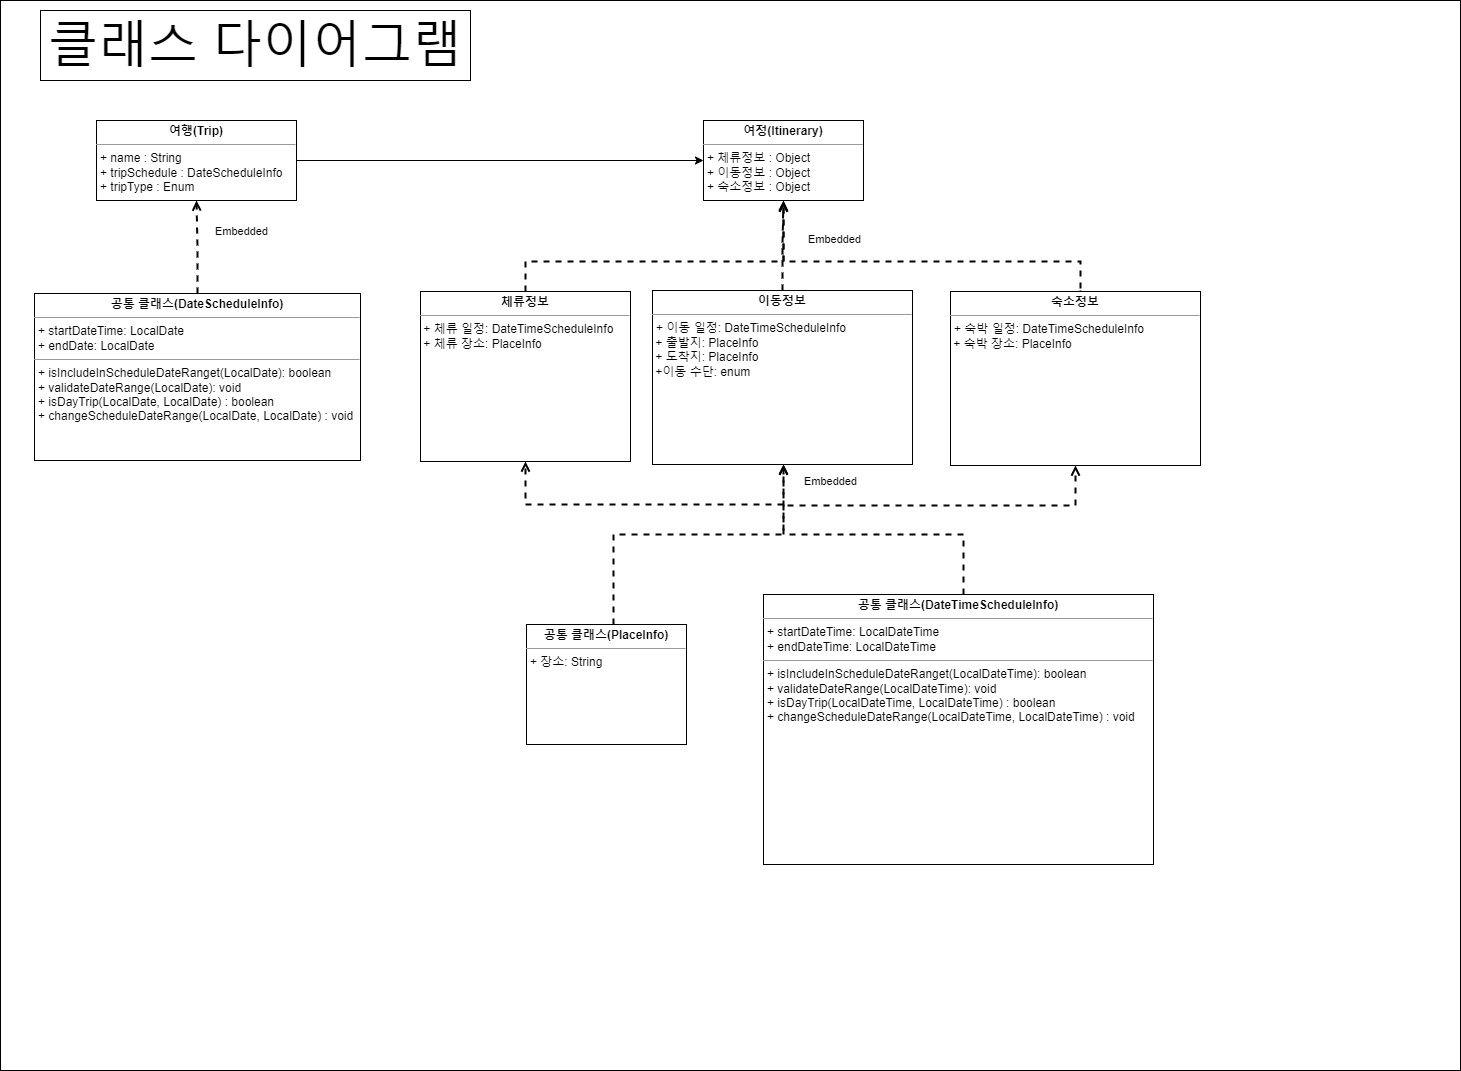 클래스 다이어그램
여행(Trip)
+ name : String
+ tripSchedule : DateScheduleInfo
+ tripType : Enum
여정(Itinerary)
+ 체류정보 : Object
+ 이동정보 : Object
+ 숙소정보 : Object
Embedded
Embedded
공통 클래스(DateScheduleInfo)
+ startDateTime: LocalDate
+ endDate: LocalDate
+ isIncludeInScheduleDateRanget(LocalDate): boolean
+ validateDateRange(LocalDate): void
+ isDayTrip(LocalDate, LocalDate) : boolean
+ changeScheduleDateRange(LocalDate, LocalDate) : void
체류정보
+ 체류 일정: DateTimeScheduleInfo
+ 체류 장소: PlaceInfo
이동정보
+ 이동 일정: DateTimeScheduleInfo
+ 출발지: PlaceInfo
+ 도착지: PlaceInfo
+이동 수단: enum
숙소정보
+ 숙박 일정: DateTimeScheduleInfo
+ 숙박 장소: PlaceInfo
Embedded
공통 클래스(PlaceInfo)
+ 장소: String
공통 클래스(DateTimeScheduleInfo)
+ startDateTime: LocalDateTime
+ endDateTime: LocalDateTime
+ isIncludeInScheduleDateRanget(LocalDateTime): boolean
+ validateDateRange(LocalDateTime): void
+ isDayTrip(LocalDateTime, LocalDateTime) : boolean
+ changeScheduleDateRange(LocalDateTime, LocalDateTime) : void